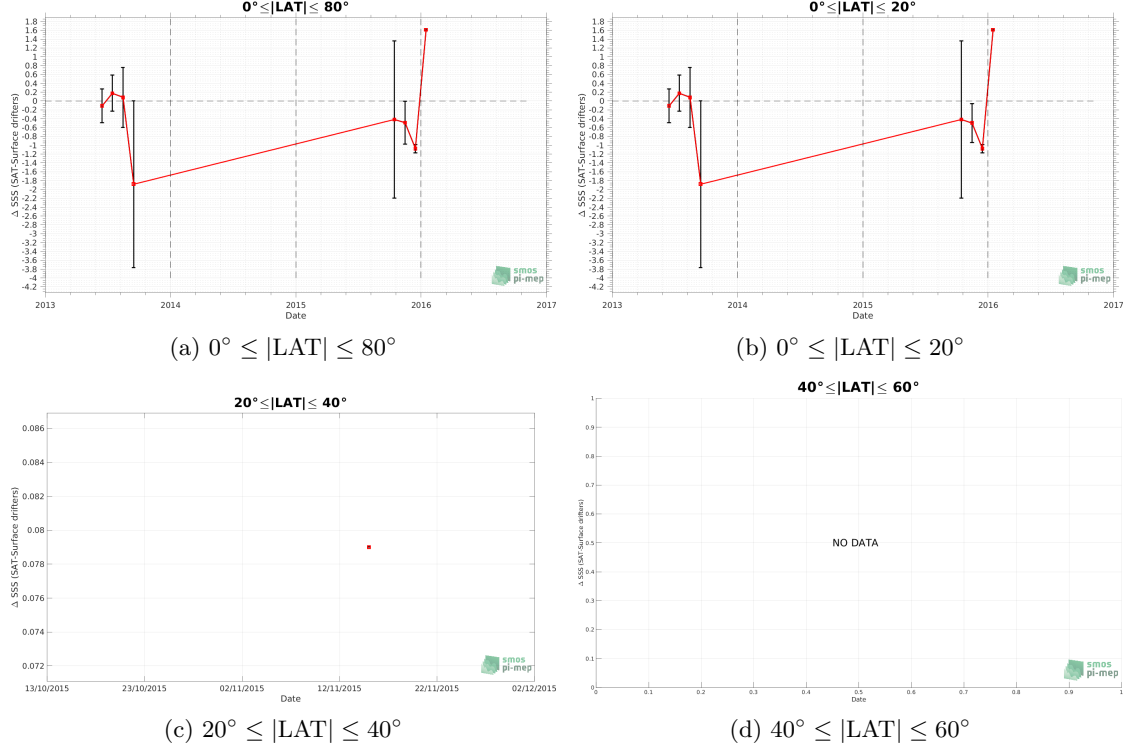 0°≤|LAT|≤ 80°
Δ SSS (SAT-Surface drifters)
1.8
1.6
1.4
1.2
1
0.8
0.6
0.4
0.2
0
-0.2
-0.4
-0.6
-0.8
-1
-1.2
-1.4
-1.6
-1.8
-2
-2.2
-2.4
-2.6
-2.8
-3
-3.2
-3.4
-3.6
-3.8
-4
-4.2
smos
pi-mep
2013 2014 2015 2016 2017
Date
(a) 0° ≤ |LAT| ≤ 80°
0°≤|LAT|≤ 20°
Δ SSS (SAT-Surface drifters)
1.8
1.6
1.4
1.2
1
0.8
0.6
0.4
0.2
0
-0.2
-0.4
-0.6
-0.8
-1
-1.2
-1.4
-1.6
-1.8
-2
-2.2
-2.4
-2.6
-2.8
-3
-3.2
-3.4
-3.6
-3.8
-4
-4.2
smos
pi-mep
2013 2014 2015 2016 2017
Date
(b) 0° ≤ |LAT| ≤ 20°
20°≤|LAT|≤ 40°
Δ SSS (SAT-Surface drifters)
0.086
0.084
0.082
0.08
0.078
0.076
0.074
0.072
smos
pi-mep
13/10/2015 23/10/2015 02/11/2015 12/11/2015 22/11/2015 02/12/2015
Date
(c) 20° ≤ |LAT| ≤ 40°
40°≤|LAT|≤ 60°
Δ SSS (SAT-Surface drifters)
1
0.9
0.8
0.7
0.6
0.5
0.4
0.3
0.2
0.1
0
NO DATA
smos
pi-mep
0 0.1 0.2 0.3 0.4 0.5 0.6 0.7 0.8 0.9 1
Date
(d) 40° ≤ |LAT| ≤ 60°